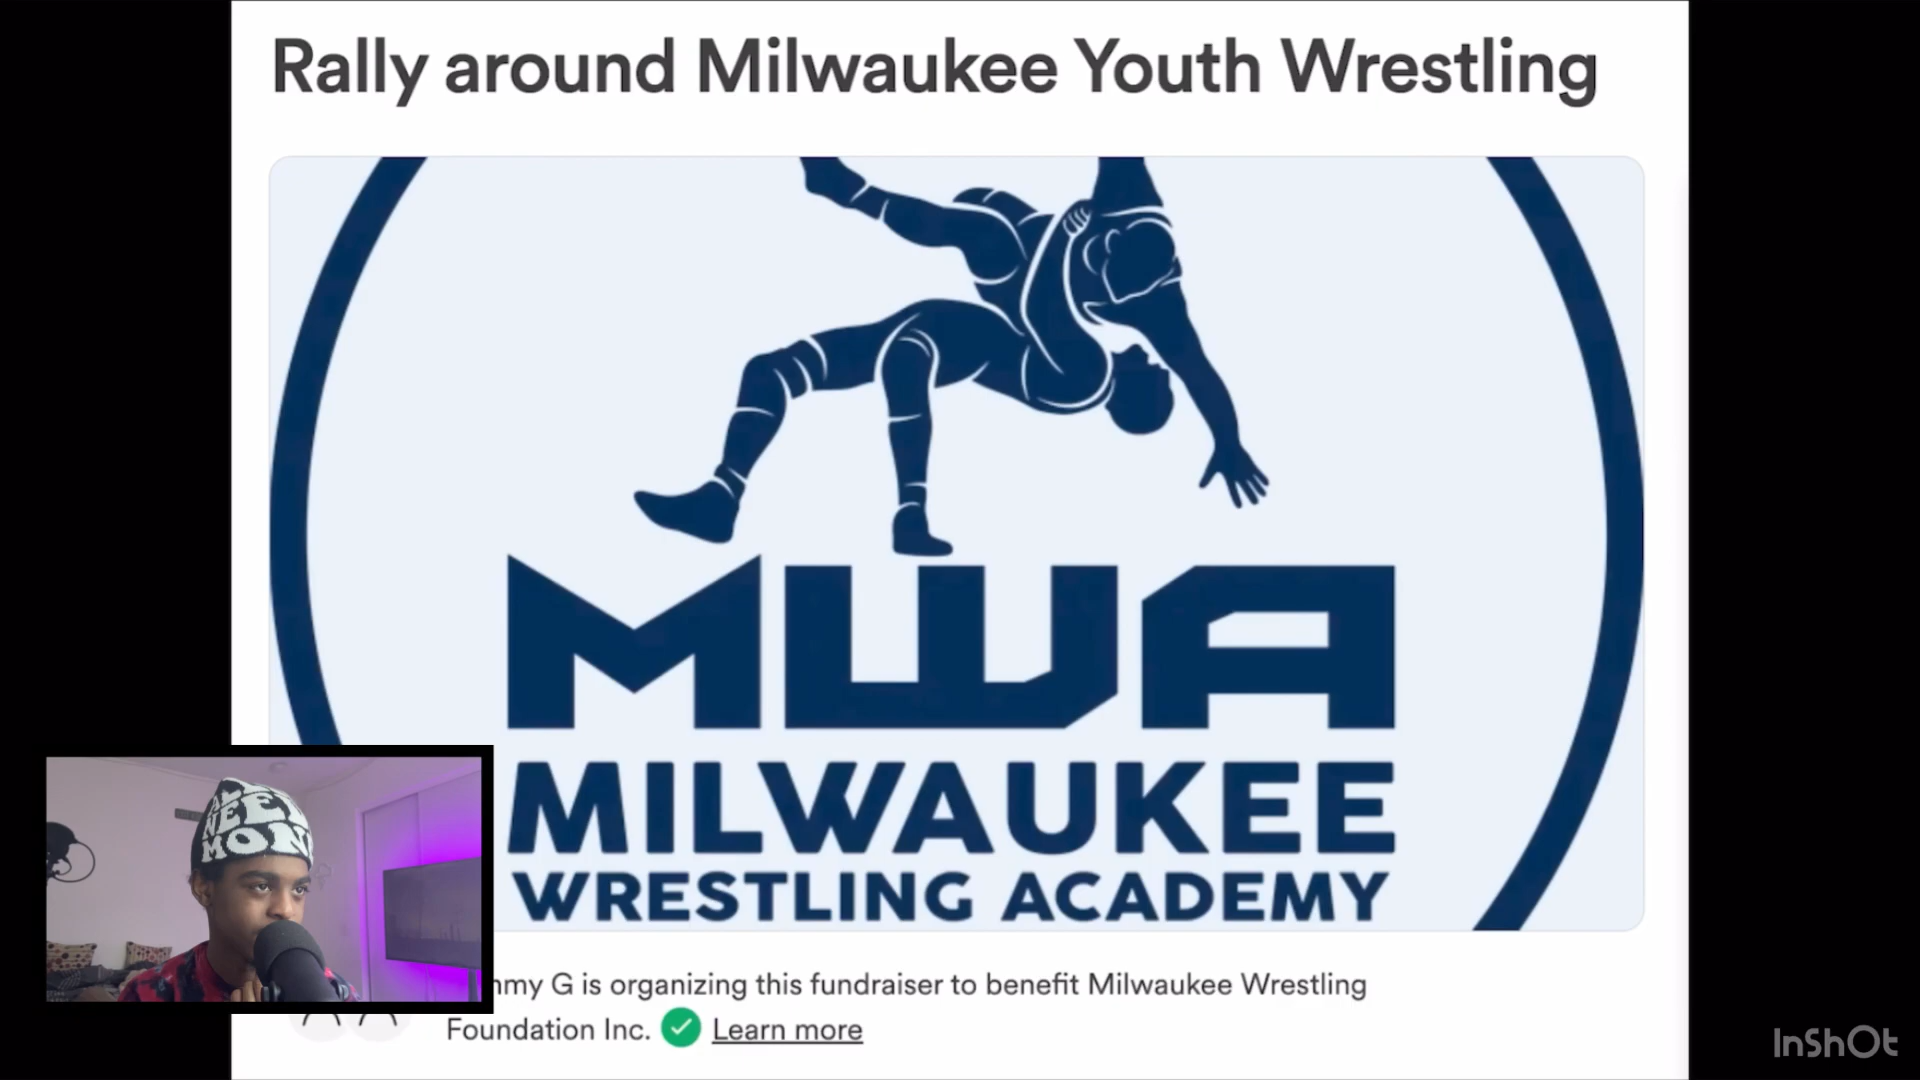 Rally around Milwaukee Youth Wrestling
MWA
MILWAUKEE
WRESTLING ACADEMY
G is organizing this fundraiser to benefit Milwaukee Wrestling
Foundation Inc. Learn more
InShOt